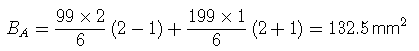 B_A = \frac{99 \times 2}{6} (2 - 1) + \frac{199 \times 1}{6} (2 + 1) = 132.5 mm^2